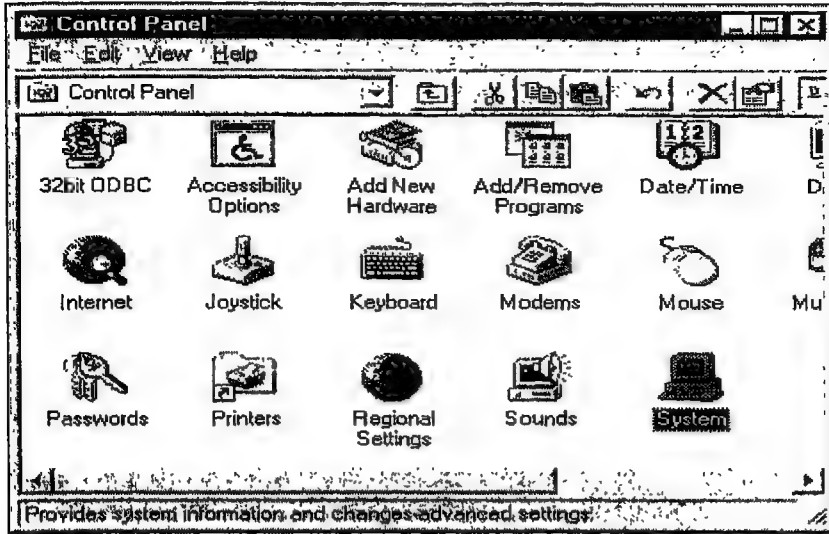 Control Panel
File Edit View Help
Control Panel
32bit ODBC Accessibility Options Add New Hardware Add/Remove Programs Date/Time D
Internet Joystick Keyboard Modems Mouse Mu
Passwords Printers Regional Settings Sounds System
Provides system information and changes advanced settings.